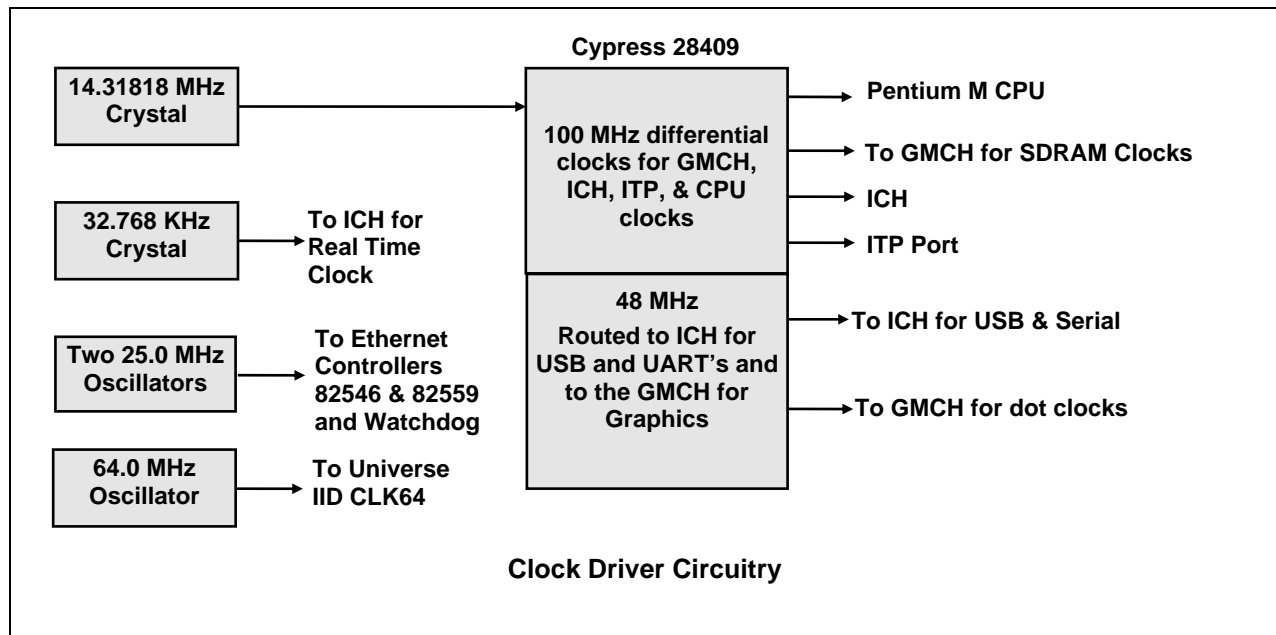 Cypress 28409
14.31818 MHz
Crystal
32.768 KHz
Crystal
To ICH for
Real Time
Clock
Two 25.0 MHz
Oscillators
To Ethernet
Controllers
82546 & 82559
and Watchdog
64.0 MHz
Oscillator
To Universe
IID CLK64
100 MHz differential
clocks for GMCH,
ICH, ITP, & CPU
clocks
48 MHz
Routed to ICH for
USB and UART’s and
to the GMCH for
Graphics
Pentium M CPU
To GMCH for SDRAM Clocks
ICH
ITP Port
To ICH for USB & Serial
To GMCH for dot clocks
Clock Driver Circuitry